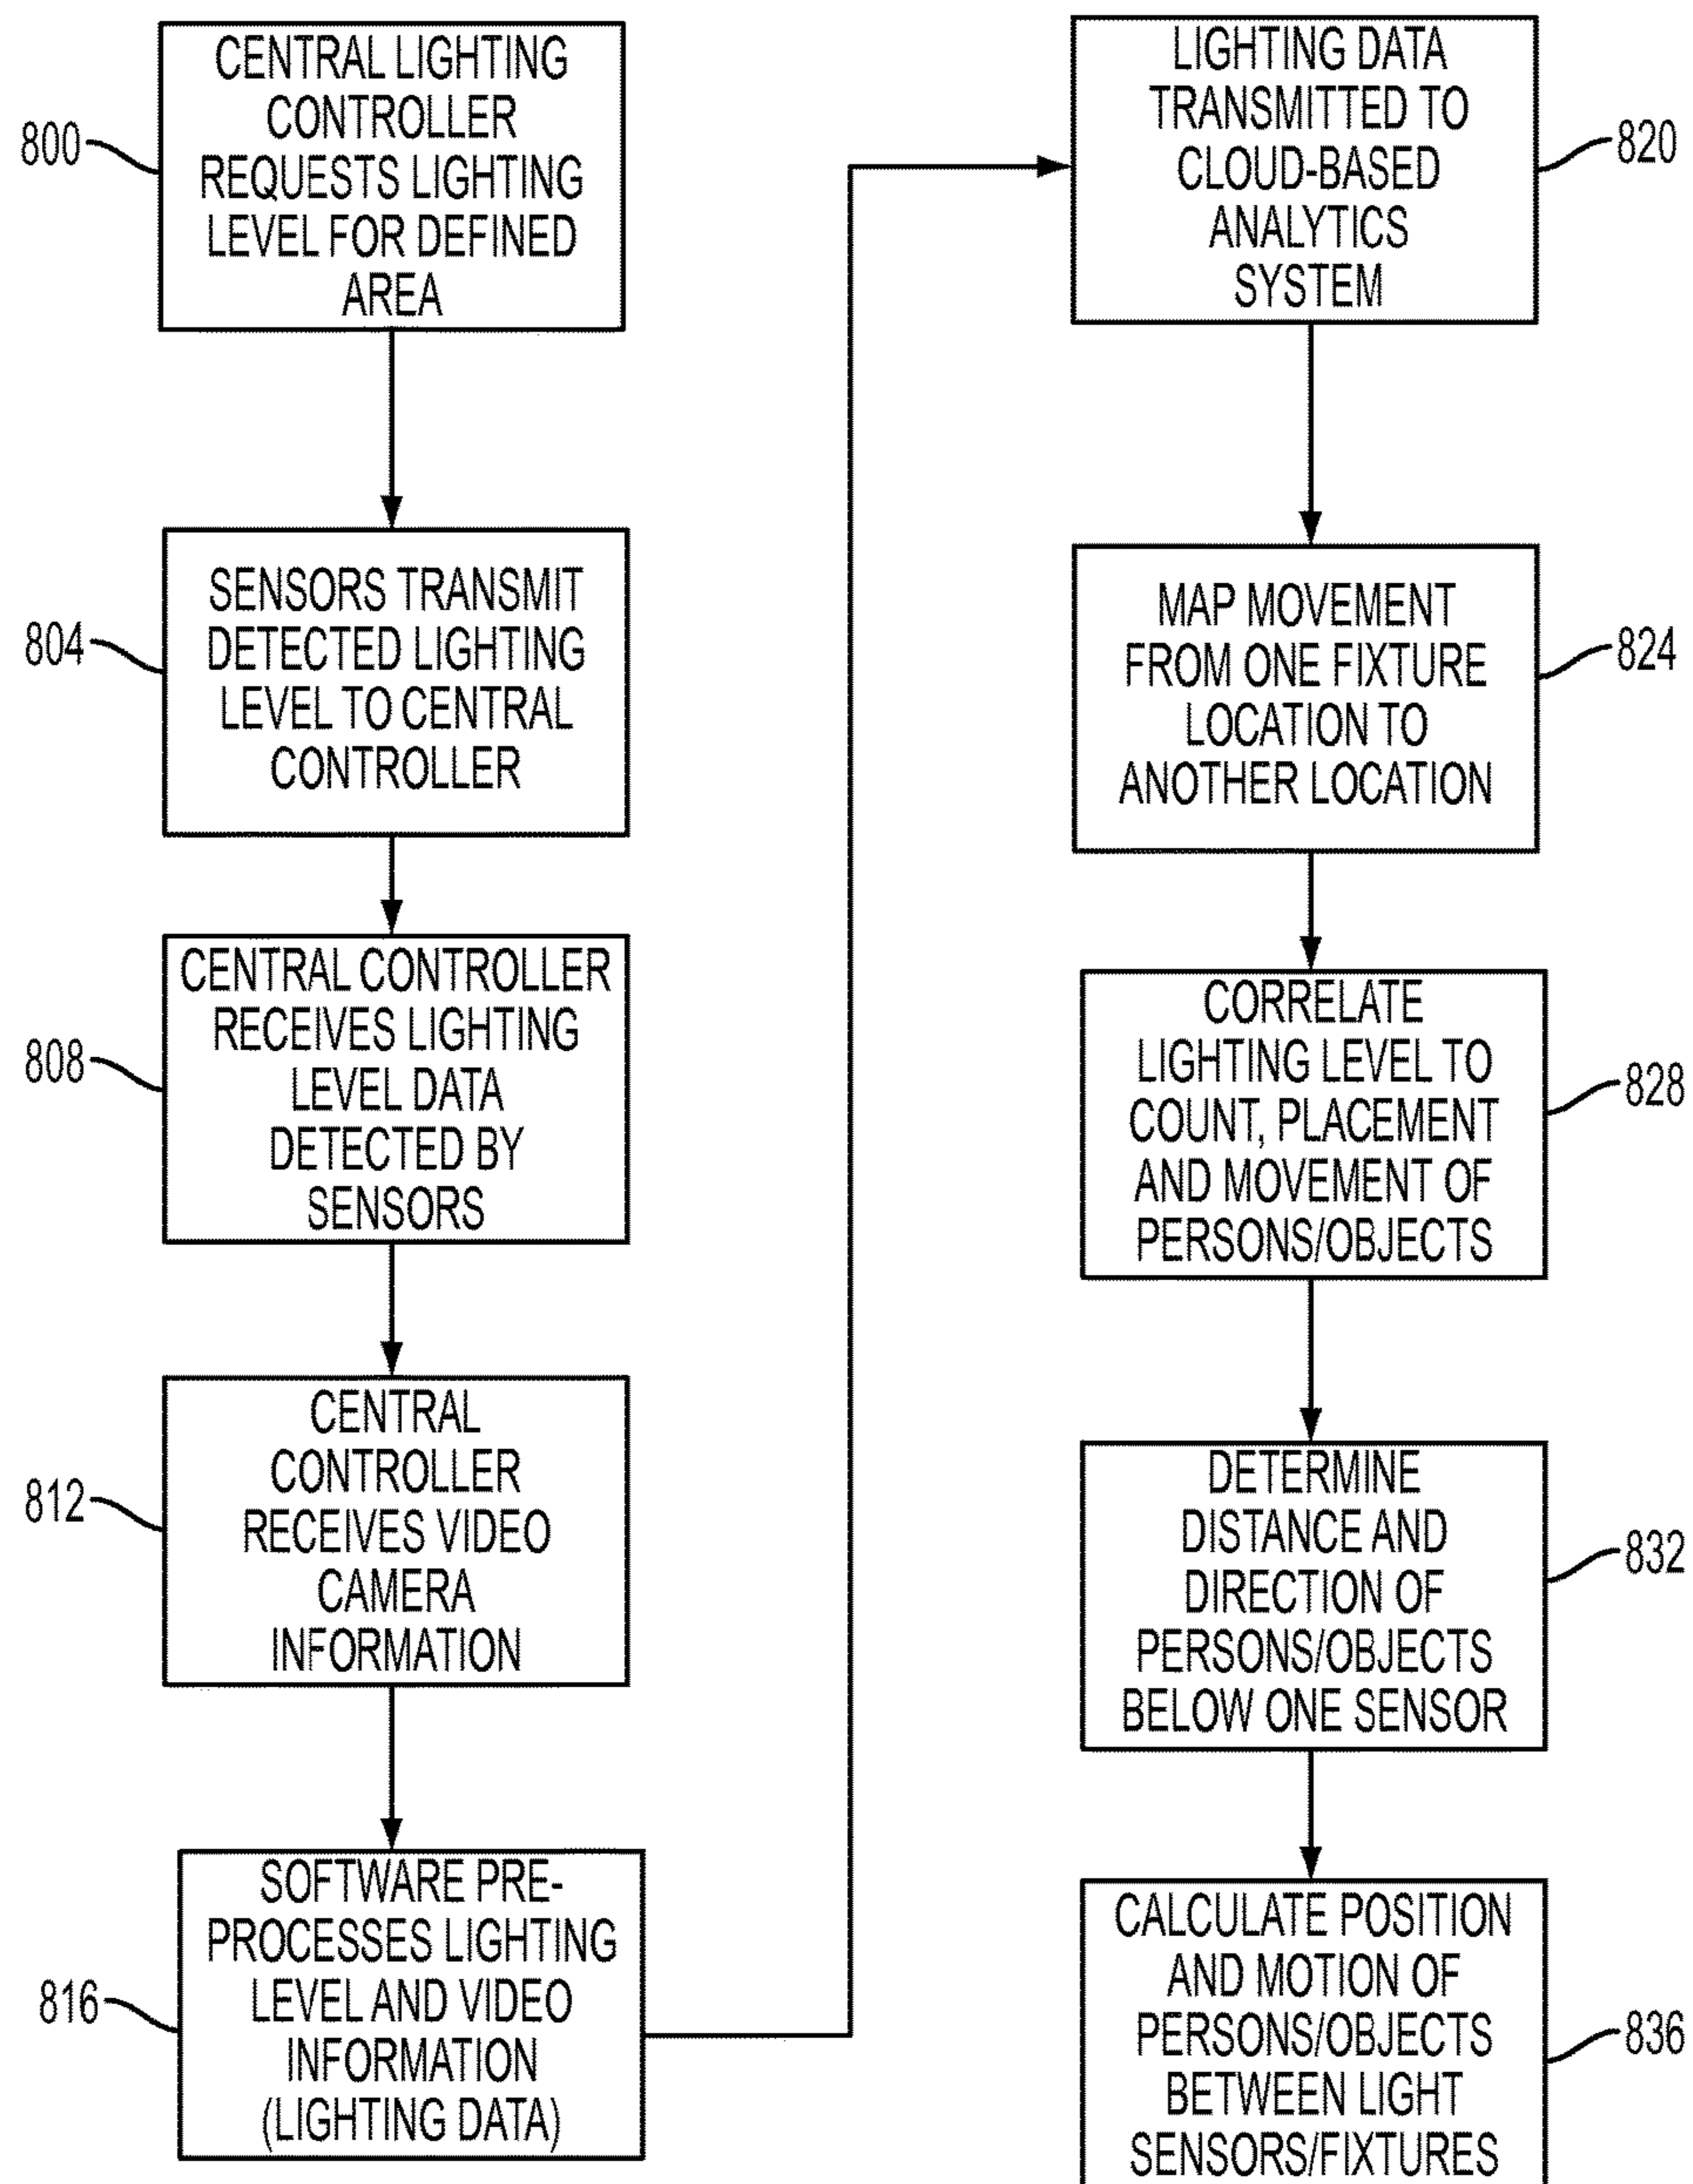 800
CENTRAL LIGHTING
CONTROLLER
REQUESTS LIGHTING
LEVEL FOR DEFINED
AREA
804
SENSORS TRANSMIT
DETECTED LIGHTING
LEVEL TO CENTRAL
CONTROLLER
808
CENTRAL CONTROLLER
RECEIVES LIGHTING
LEVEL DATA
DETECTED BY
SENSORS
812
CENTRAL
CONTROLLER
RECEIVES VIDEO
CAMERA
INFORMATION
816
SOFTWARE PRE-
PROCESSES LIGHTING
LEVEL AND VIDEO
INFORMATION
(LIGHTING DATA)
LIGHTING DATA
TRANSMITTED TO
CLOUD-BASED
ANALYTICS
SYSTEM
820
MAP MOVEMENT
FROM ONE FIXTURE
LOCATION TO
ANOTHER LOCATION
824
CORRELATE
LIGHTING LEVEL TO
COUNT, PLACEMENT
AND MOVEMENT OF
PERSONS/OBJECTS
828
DETERMINE
DISTANCE AND
DIRECTION OF
PERSONS/OBJECTS
BELOW ONE SENSOR
832
CALCULATE POSITION
AND MOTION OF
PERSONS/OBJECTS
BETWEEN LIGHT
SENSORS/FIXTURES
836